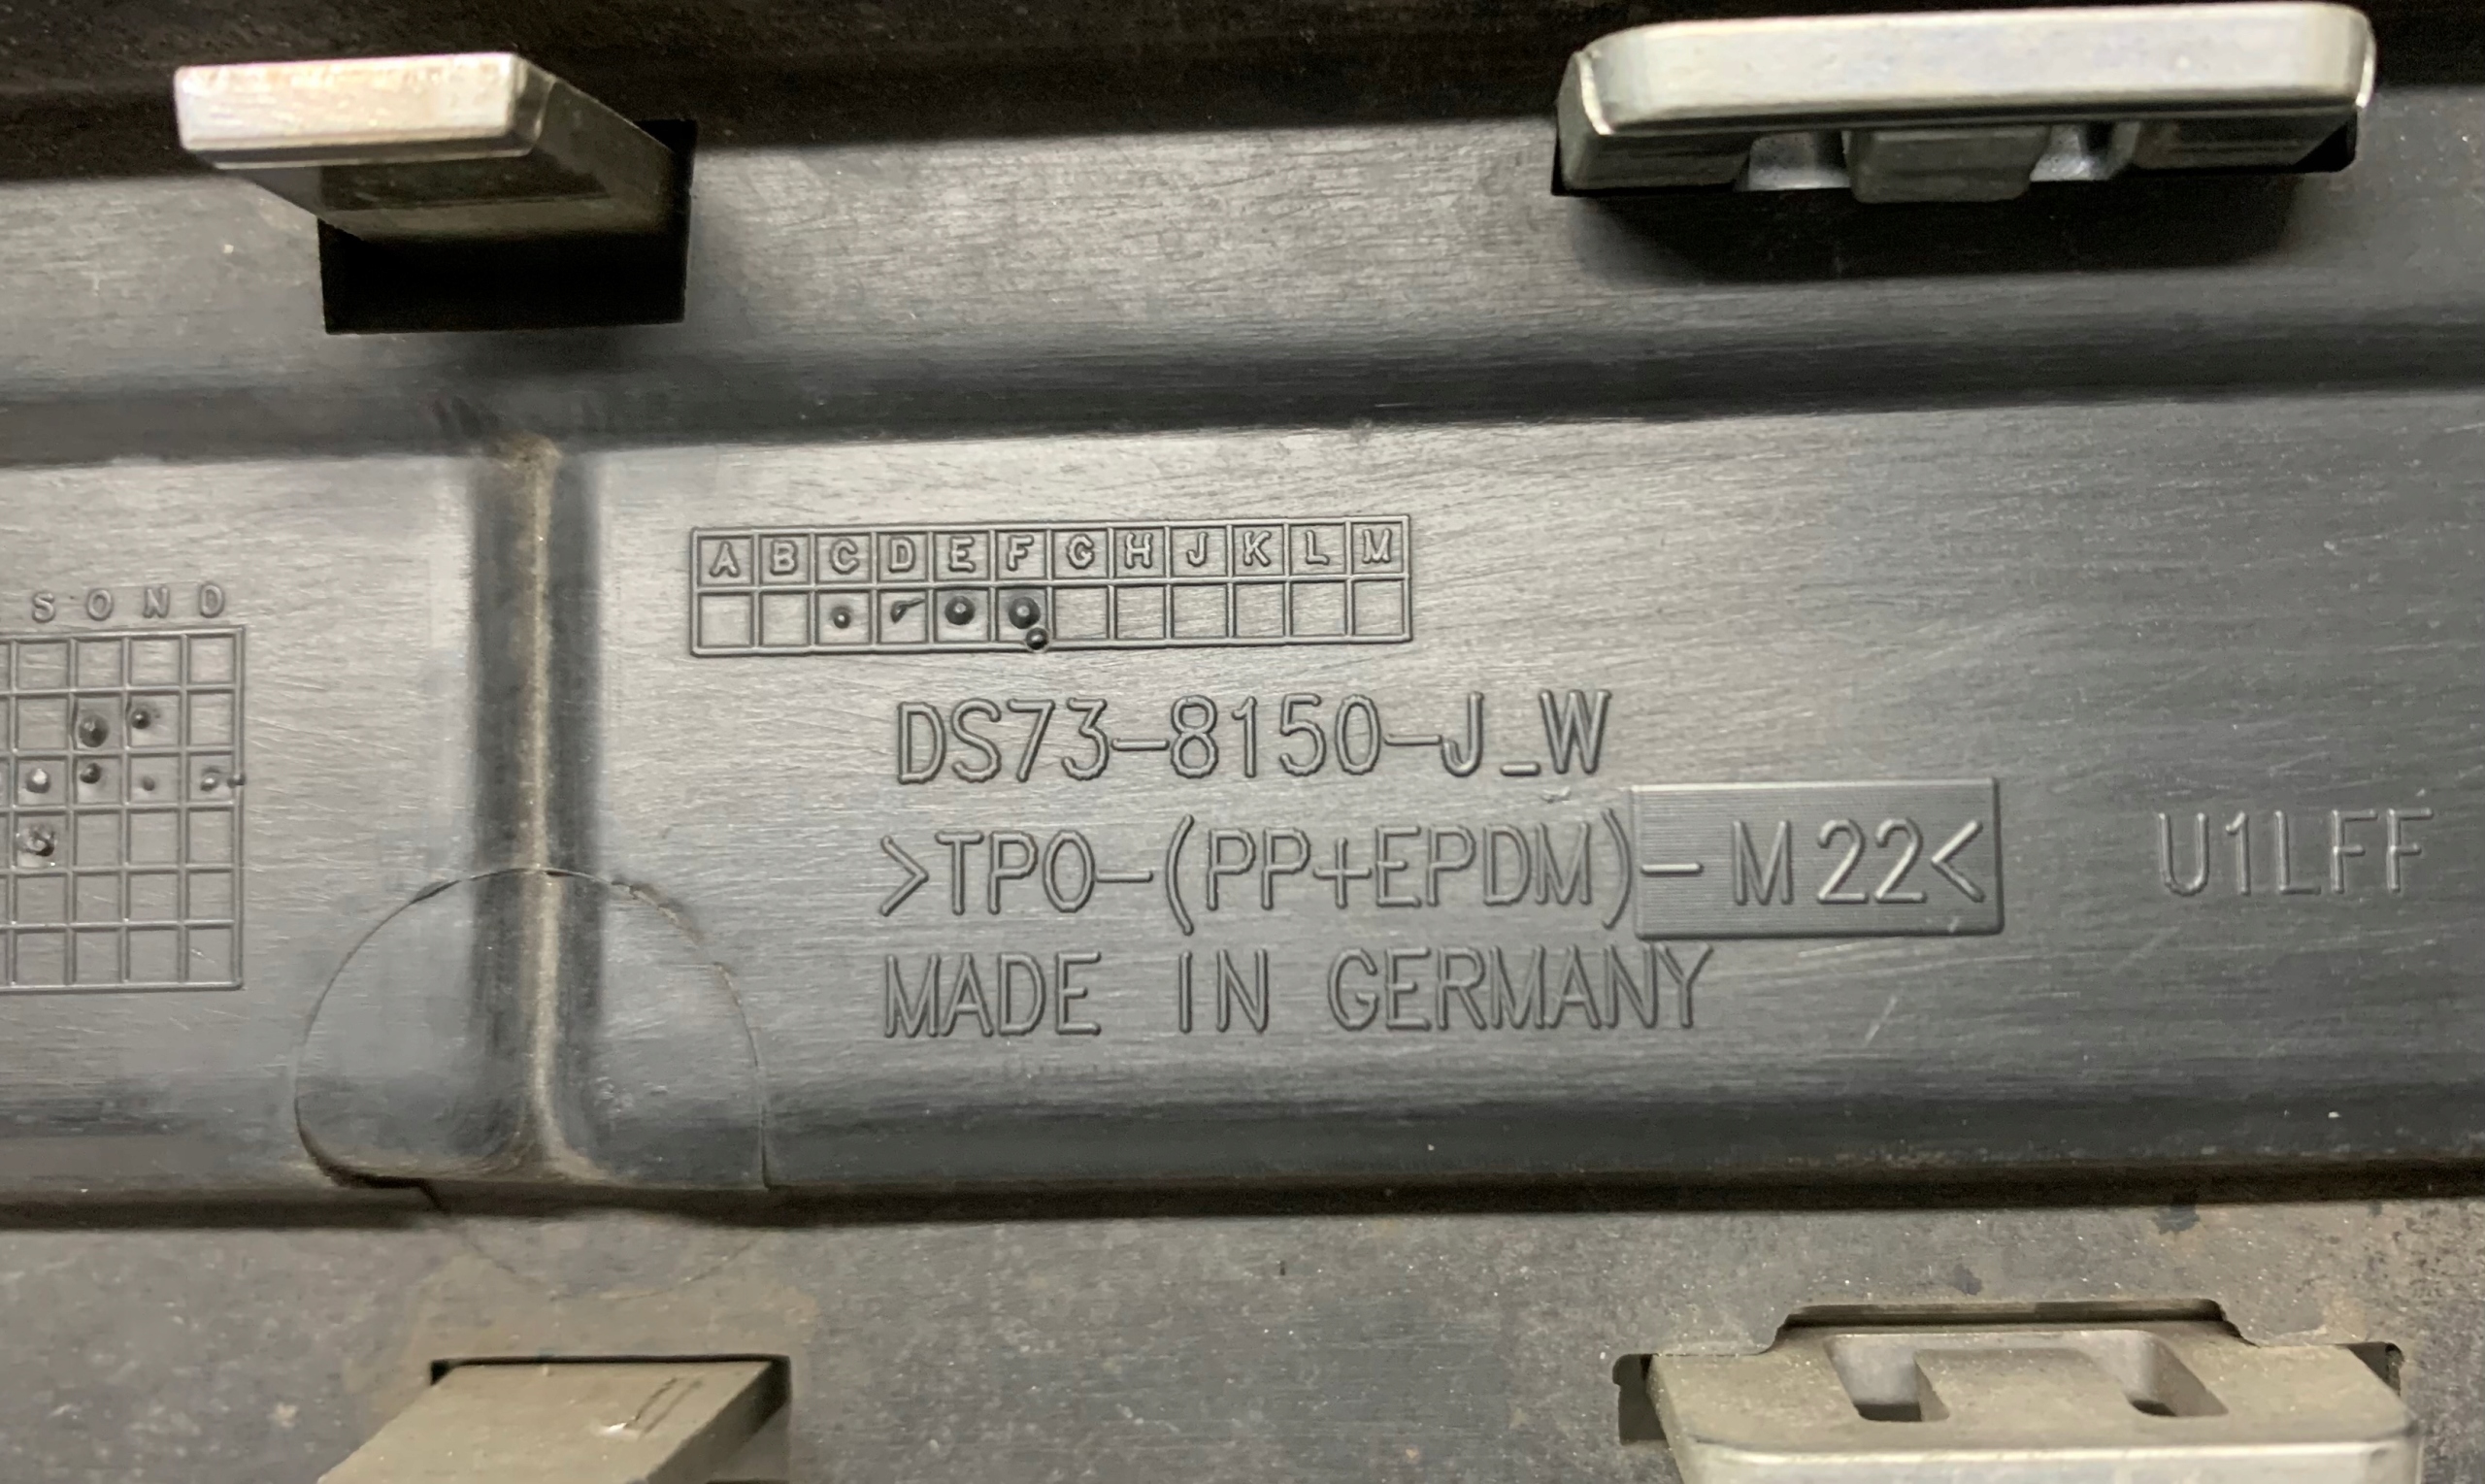 S O N D
A B C D E F G H J K L M
DS73-8150-J_W
>TPO-(PP+EPDM)-M22<
U1LFF
MADE IN GERMANY